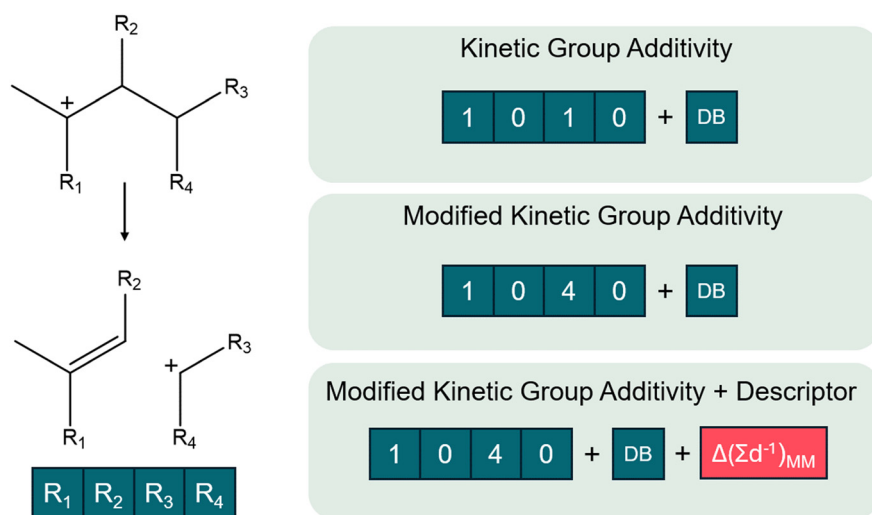 R₂
+
R₃
R₁
R₄
R₂
R₃
+
R₁
R₄
R₁ R₂ R₃ R₄
Kinetic Group Additivity
1 0 1 0 + DB
Modified Kinetic Group Additivity
1 0 4 0 + DB
Modified Kinetic Group Additivity + Descriptor
1 0 4 0 + DB + Δ(Σd⁻¹)MM